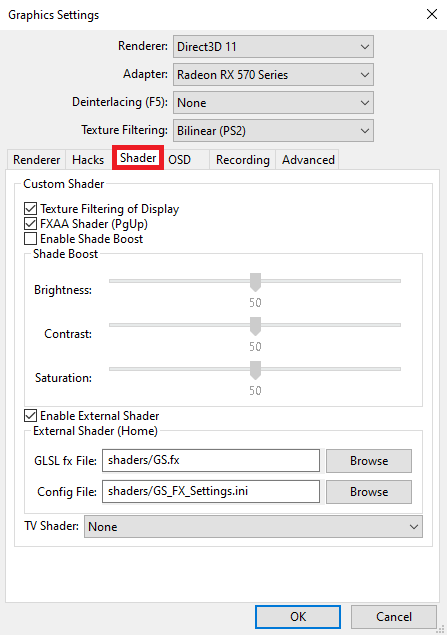 Graphics Settings
Renderer: Direct3D 11
Adapter: Radeon RX 570 Series
Deinterlacing (F5): None
Texture Filtering: Bilinear (PS2)
Renderer Hacks Shader OSD Recording Advanced
Custom Shader
Texture Filtering of Display
FXAA Shader (PgUp)
Enable Shade Boost
Shade Boost
Brightness:
50
Contrast:
50
Saturation:
50
Enable External Shader
External Shader (Home)
GLSL fx File: shaders/GS.fx Browse
Config File: shaders/GS_FX_Settings.ini Browse
TV Shader: None
OK Cancel